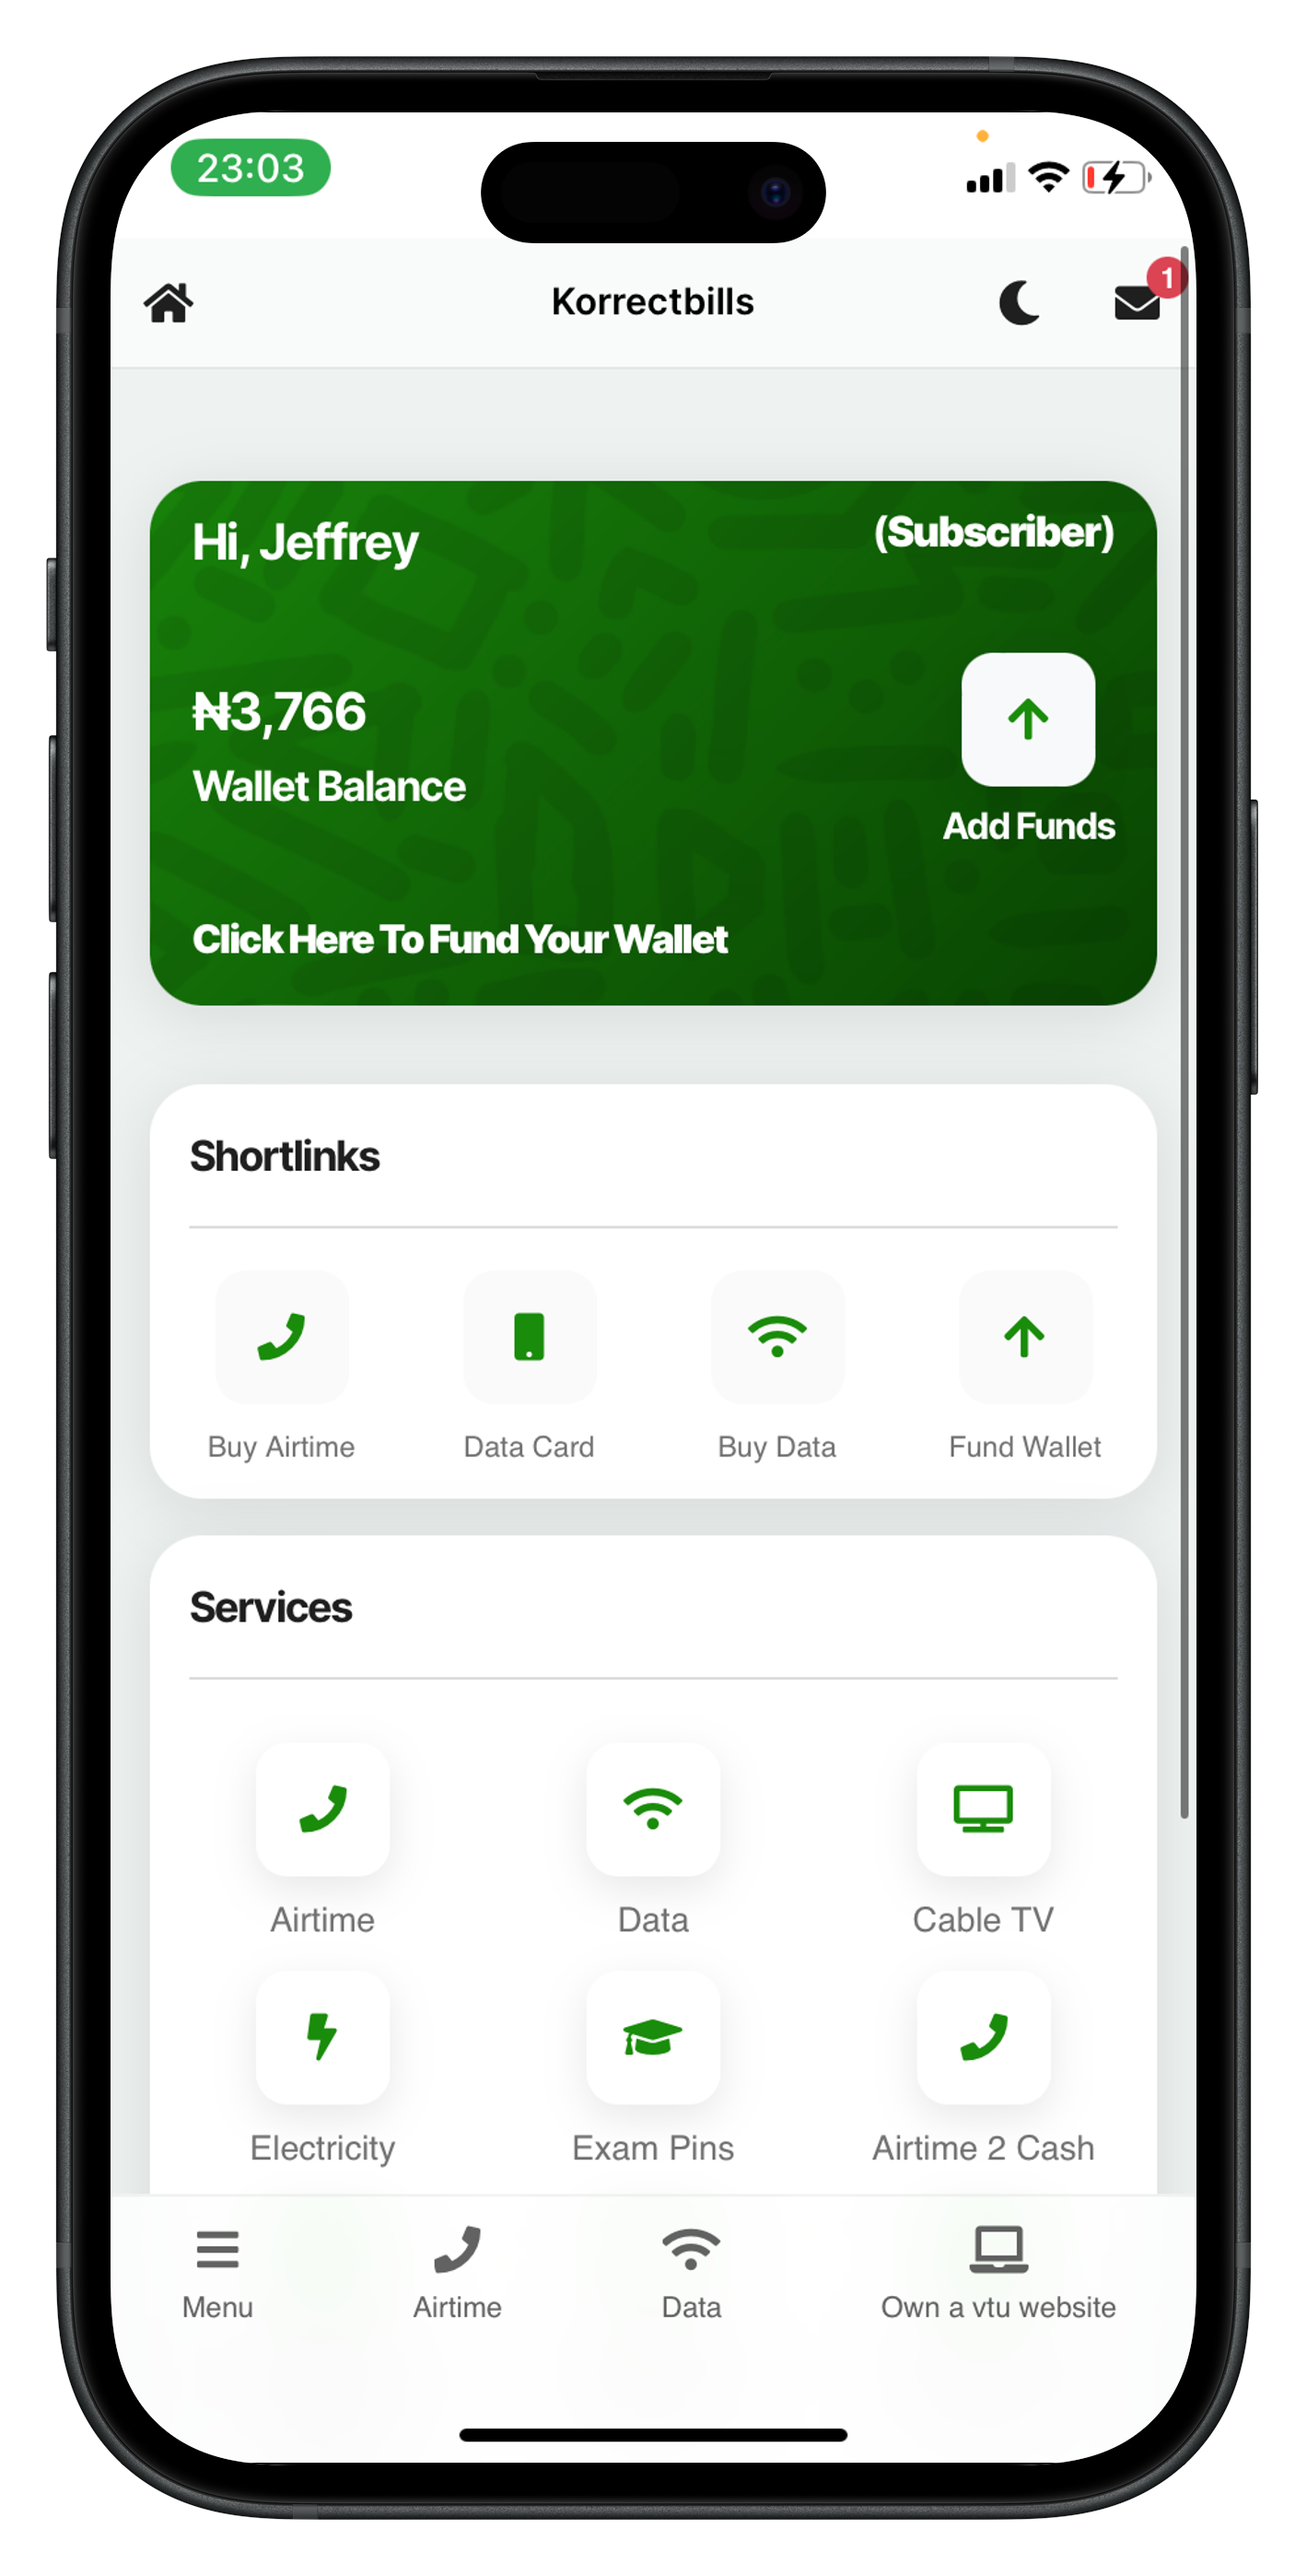 23:03
Korrectbills
1
Hi, Jeffrey
(Subscriber)
₦3,766
Wallet Balance
Add Funds
Click Here To Fund Your Wallet
Shortlinks
Buy Airtime
Data Card
Buy Data
Fund Wallet
Services
Airtime
Data
Cable TV
Electricity
Exam Pins
Airtime 2 Cash
Menu
Airtime
Data
Own a vtu website